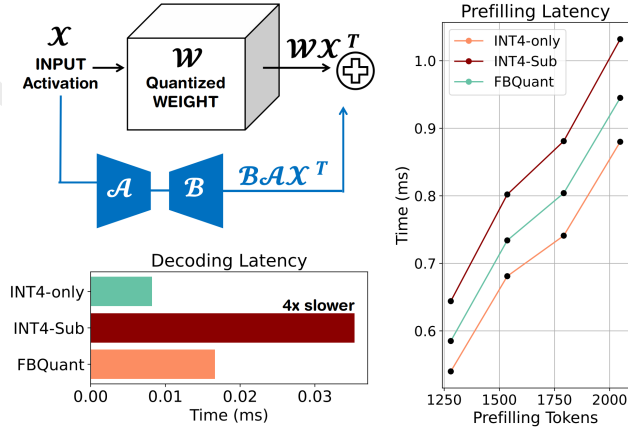 𝒳
INPUT
Activation
𝒲
Quantized
WEIGHT
𝒲𝒳ᵀ
𝒜
ℬ
ℬ𝒜𝒳ᵀ
Decoding Latency
INT4-only
INT4-Sub
FBQuant
4x slower
0.00 0.01 0.02 0.03
Time (ms)
Prefilling Latency
INT4-only
INT4-Sub
FBQuant
1.0
0.9
0.8
0.7
0.6
Time (ms)
1250 1500 1750 2000
Prefilling Tokens